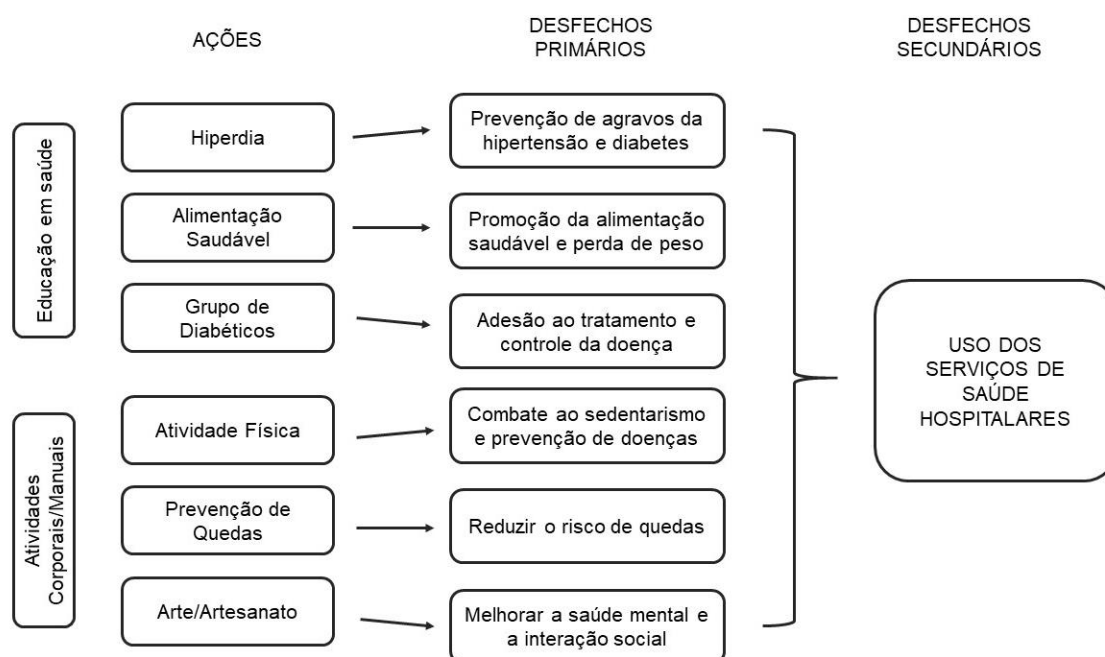 AÇÕES
DESFECHOS
PRIMÁRIOS
DESFECHOS
SECUNDÁRIOS
Educação em saúde
Hiperdia
Prevenção de agravos da
hipertensão e diabetes
Alimentação
Saudável
Promoção da alimentação
saudável e perda de peso
Grupo de
Diabéticos
Adesão ao tratamento e
controle da doença
Atividades
Corporais/Manuais
Atividade Física
Combate ao sedentarismo
e prevenção de doenças
Prevenção de
Quedas
Reduzir o risco de quedas
Arte/Artesanato
Melhorar a saúde mental e
a interação social
USO DOS
SERVIÇOS DE
SAÚDE
HOSPITALARES